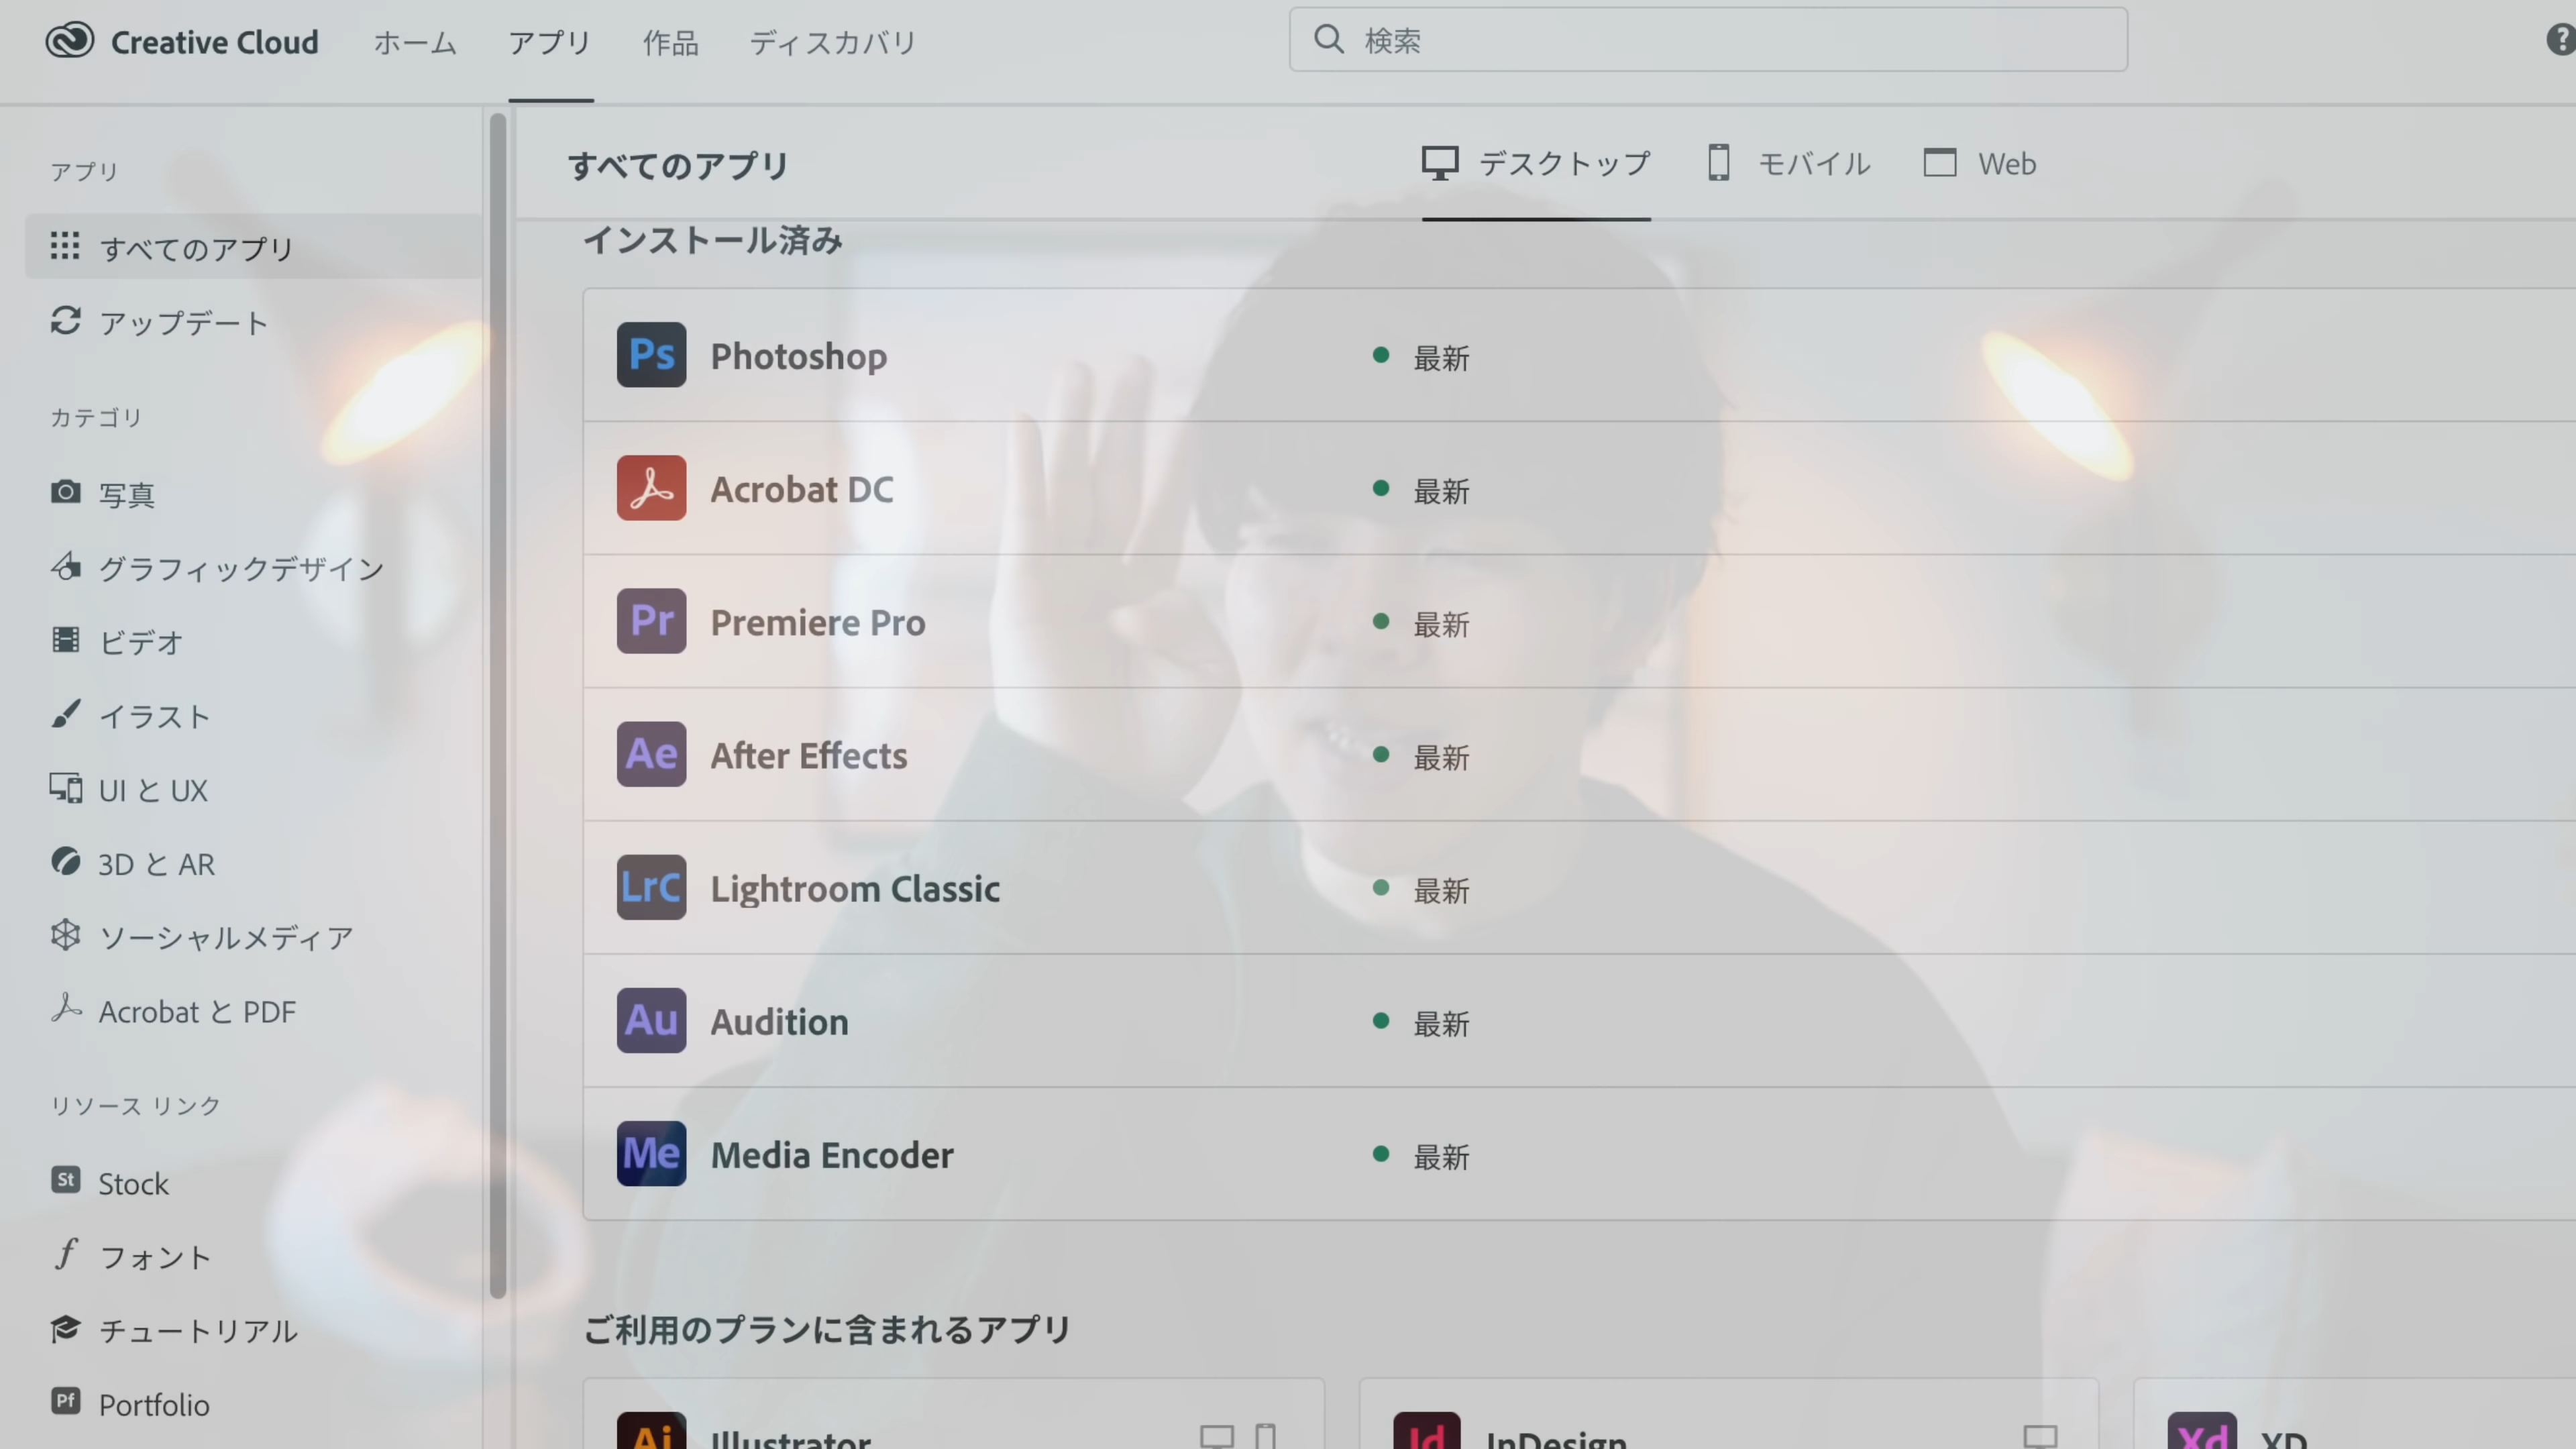 Creative Cloud ホーム アプリ 作品 ディスカバリ 検索
アプリ
すべてのアプリ
アップデート
カテゴリ
写真
グラフィックデザイン
ビデオ
イラスト
UI と UX
3D と AR
ソーシャルメディア
Acrobat と PDF
リソース リンク
St Stock
フォント
チュートリアル
Pf Portfolio
すべてのアプリ デスクトップ モバイル Web
インストール済み
Ps Photoshop 最新
Acrobat DC 最新
Pr Premiere Pro 最新
Ae After Effects 最新
LrC Lightroom Classic 最新
Au Audition 最新
Me Media Encoder 最新
ご利用のプランに含まれるアプリ
Ai Illustrator Id InDesign Xd XD